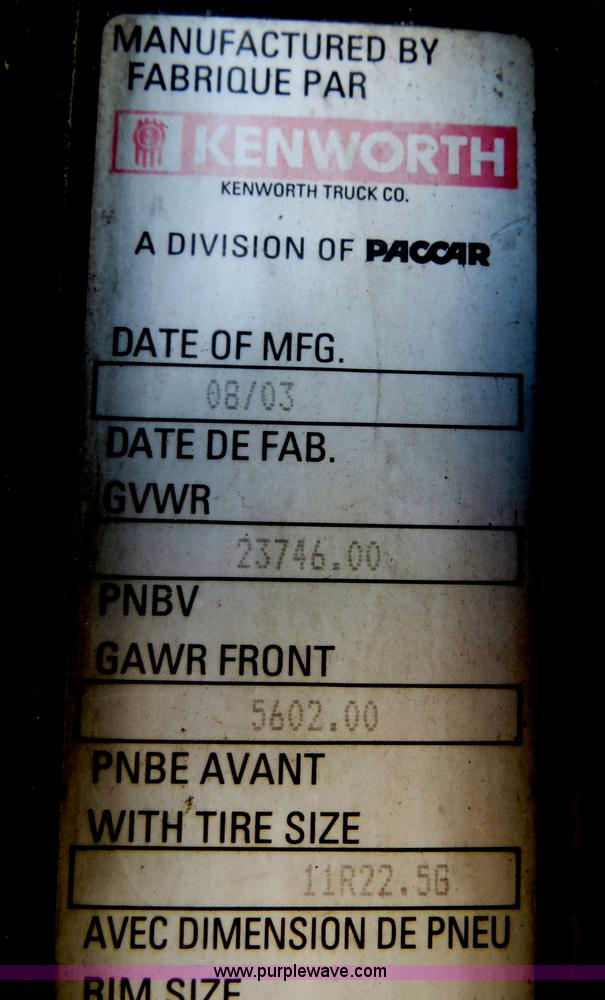 MANUFACTURED BY
FABRIQUE PAR
KENWORTH
KENWORTH TRUCK CO.
A DIVISION OF PACCAR
DATE OF MFG.
08/03
DATE DE FAB.
GVWR
23746.00
PNBV
GAWR FRONT
5602.00
PNBE AVANT
WITH TIRE SIZE
11R22.5G
AVEC DIMENSION DE PNEU
www.purplewave.com
RIM SIZE